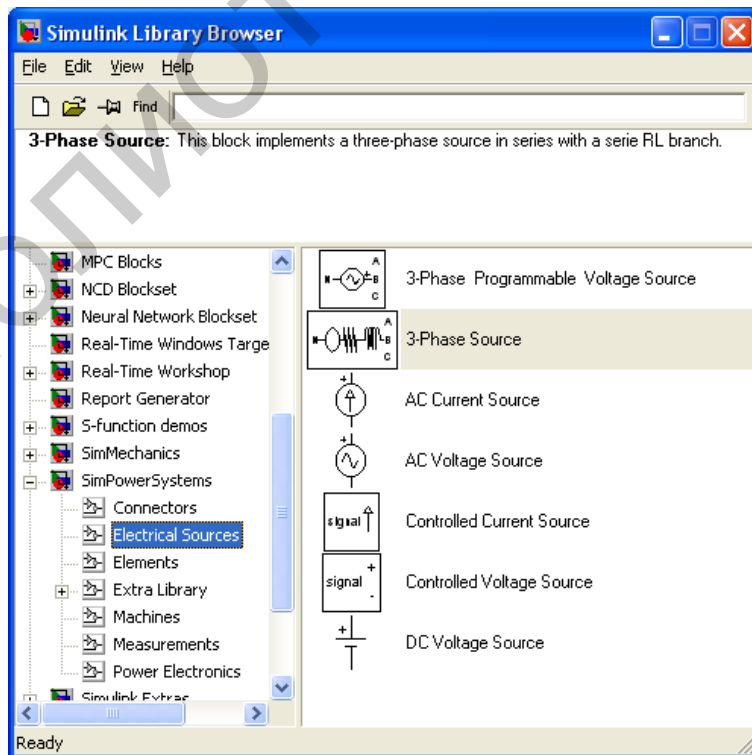 Simulink Library Browser
File Edit View Help
Find
3-Phase Source: This block implements a three-phase source in series with a serie RL branch.
MPC Blocks
NCD Blockset
Neural Network Blockset
Real-Time Windows Targe
Real-Time Workshop
Report Generator
S-function demos
SimMechanics
SimPowerSystems
Connectors
Electrical Sources
Elements
Extra Library
Machines
Measurements
Power Electronics
Simulink Extras
N A B C
3-Phase Programmable Voltage Source
N A B C
3-Phase Source
AC Current Source
AC Voltage Source
signal
Controlled Current Source
signal + -
Controlled Voltage Source
DC Voltage Source
Ready